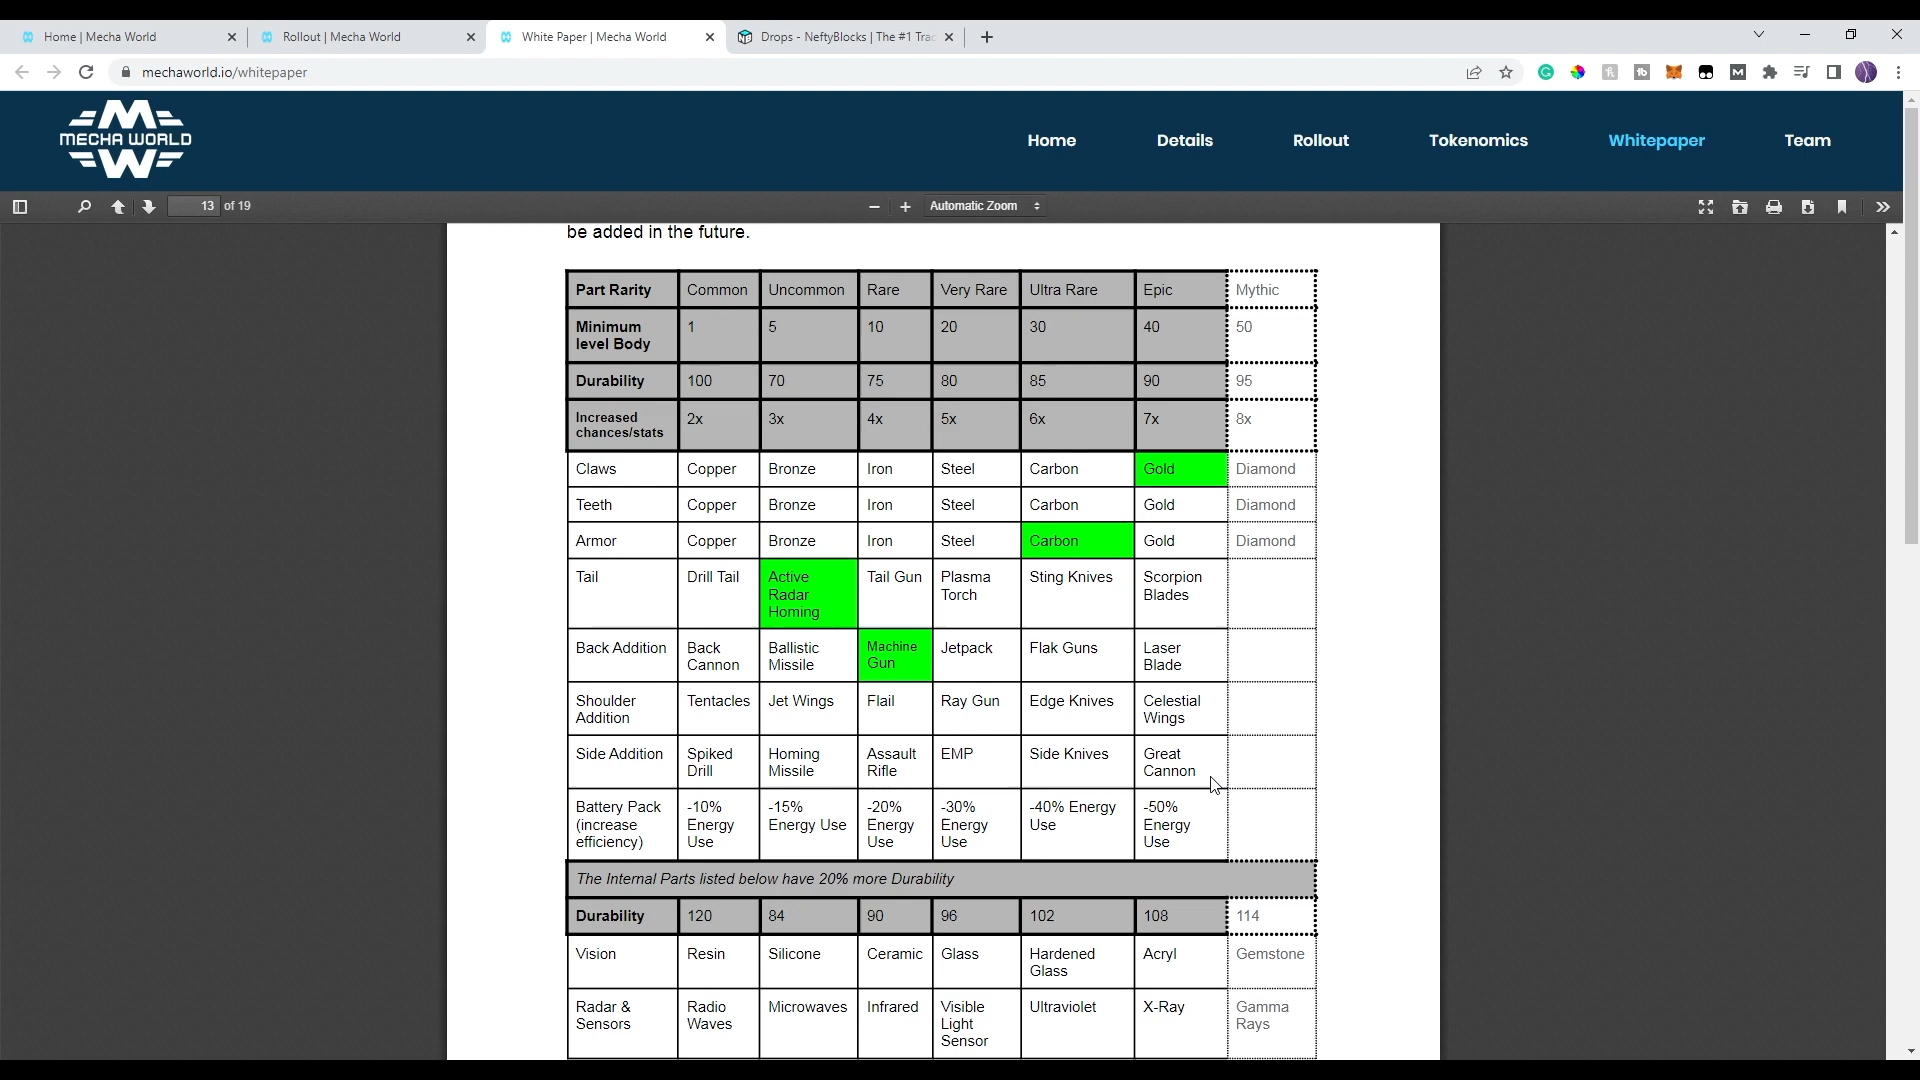 Home | Mecha World
Rollout | Mecha World
White Paper | Mecha World
Drops - NeftyBlocks | The #1 Trac
mechaworld.io/whitepaper
MECHA WORLD
Home
Details
Rollout
Tokenomics
Whitepaper
Team
13 of 19
Automatic Zoom
be added in the future.
Part Rarity Common Uncommon Rare Very Rare Ultra Rare Epic Mythic
Minimum level Body 1 5 10 20 30 40 50
Durability 100 70 75 80 85 90 95
Increased chances/stats 2x 3x 4x 5x 6x 7x 8x
Claws Copper Bronze Iron Steel Carbon Gold Diamond
Teeth Copper Bronze Iron Steel Carbon Gold Diamond
Armor Copper Bronze Iron Steel Carbon Gold Diamond
Tail Drill Tail Active Radar Homing Tail Gun Plasma Torch Sting Knives Scorpion Blades
Back Addition Back Cannon Ballistic Missile Machine Gun Jetpack Flak Guns Laser Blade
Shoulder Addition Tentacles Jet Wings Flail Ray Gun Edge Knives Celestial Wings
Side Addition Spiked Drill Homing Missile Assault Rifle EMP Side Knives Great Cannon
Battery Pack (increase efficiency) -10% Energy Use -15% Energy Use -20% Energy Use -30% Energy Use -40% Energy Use -50% Energy Use
The Internal Parts listed below have 20% more Durability
Durability 120 84 90 96 102 108 114
Vision Resin Silicone Ceramic Glass Hardened Glass Acryl Gemstone
Radar & Sensors Radio Waves Microwaves Infrared Visible Light Sensor Ultraviolet X-Ray Gamma Rays